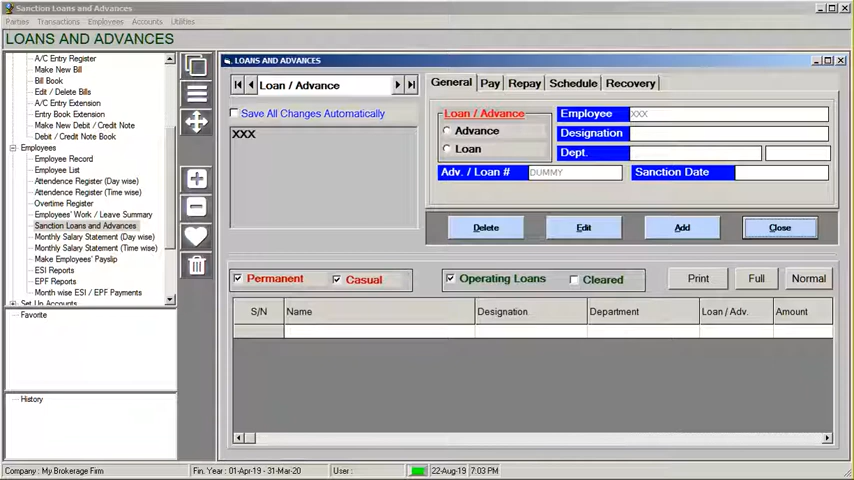 Sanction Loans and Advances
Parties Transactions Employees Accounts Utilities
LOANS AND ADVANCES
A/C Entry Register
Make New Bill
Bill Book
Edit / Delete Bills
A/C Entry Extension
Entry Book Extension
Make New Debit / Credit Note
Debit / Credit Note Book
Employees
Employee Record
Employee List
Attendence Register (Day wise)
Attendence Register (Time wise)
Overtime Register
Employees' Work / Leave Summary
Sanction Loans and Advances
Monthly Salary Statement (Day wise)
Monthly Salary Statement (Time wise)
Make Employees' Payslip
ESI Reports
EPF Reports
Month wise ESI / EPF Payments
Set Up Accounts
Favorite
History
LOANS AND ADVANCES
Loan / Advance
Save All Changes Automatically
XXX
General Pay Repay Schedule Recovery
Loan / Advance
Advance
Loan
Employee XXX
Designation
Dept.
Adv. / Loan # DUMMY Sanction Date
Delete Edit Add Close
Permanent Casual Operating Loans Cleared Print Full Normal
S/N Name Designation Department Loan / Adv. Amount
Company : My Brokerage Firm Fin. Year : 01-Apr-19 - 31-Mar-20 User : 22-Aug-19 7:03 PM